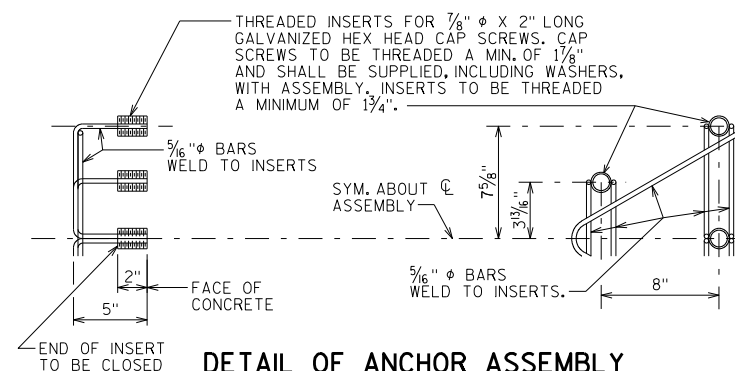 THREADED INSERTS FOR 7/8" φ X 2" LONG
GALVANIZED HEX HEAD CAP SCREWS. CAP
SCREWS TO BE THREADED A MIN. OF 1 7/8"
AND SHALL BE SUPPLIED, INCLUDING WASHERS,
WITH ASSEMBLY. INSERTS TO BE THREADED
A MINIMUM OF 1 3/4".
5/16" φ BARS
WELD TO INSERTS
SYM. ABOUT ℄
ASSEMBLY
7 5/8"
3 13/16"
5/16" φ BARS
WELD TO INSERTS.
8"
2"
FACE OF
CONCRETE
5"
END OF INSERT
TO BE CLOSED
DETAIL OF ANCHOR ASSEMBLY